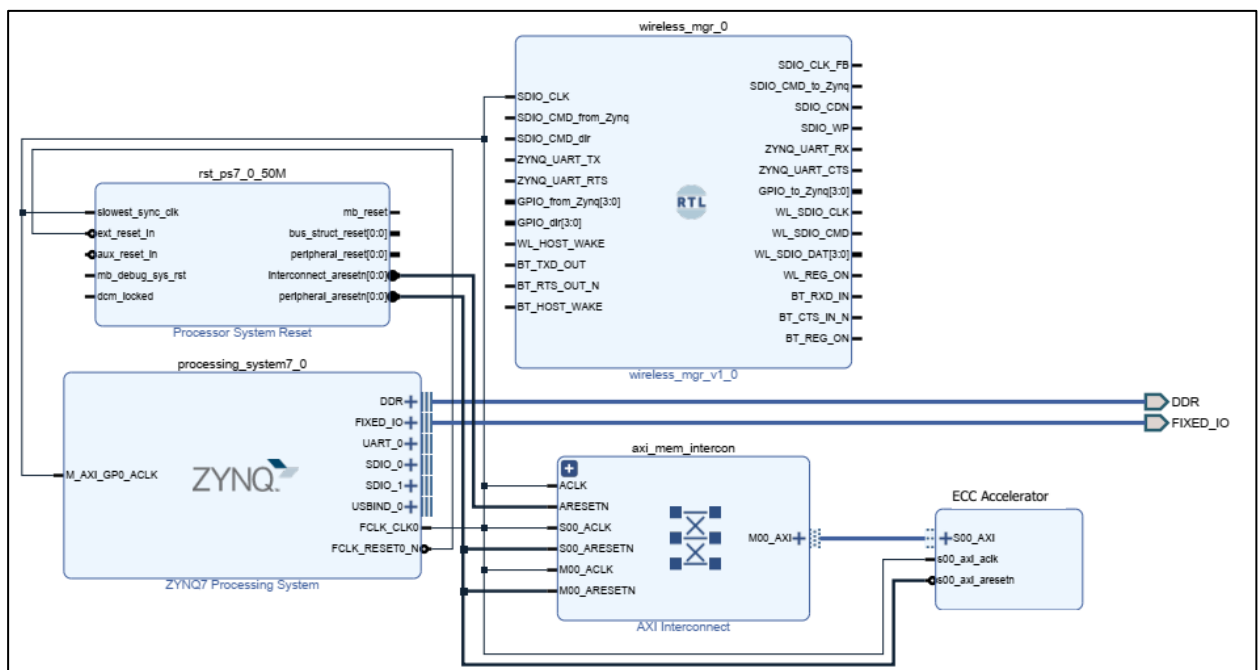 wireless_mgr_0
SDIO_CLK
SDIO_CMD_from_Zynq
SDIO_CMD_dir
ZYNQ_UART_TX
ZYNQ_UART_RTS
GPIO_from_Zynq[3:0]
GPIO_dir[3:0]
WL_HOST_WAKE
BT_TXD_OUT
BT_RTS_OUT_N
BT_HOST_WAKE
RTL
SDIO_CLK_FB
SDIO_CMD_to_Zynq
SDIO_CDN
SDIO_WP
ZYNQ_UART_RX
ZYNQ_UART_CTS
GPIO_to_Zynq[3:0]
WL_SDIO_CLK
WL_SDIO_CMD
WL_SDIO_DAT[3:0]
WL_REG_ON
BT_RXD_IN
BT_CTS_IN_N
BT_REG_ON
wireless_mgr_v1_0
rst_ps7_0_50M
slowest_sync_clk
ext_reset_in
aux_reset_in
mb_debug_sys_rst
dcm_locked
mb_reset
bus_struct_reset[0:0]
peripheral_reset[0:0]
interconnect_aresetn[0:0]
peripheral_aresetn[0:0]
Processor System Reset
processing_system7_0
M_AXI_GP0_ACLK
ZYNQ
DDR
FIXED_IO
UART_0
SDIO_0
SDIO_1
USBIND_0
FCLK_CLK0
FCLK_RESET0_N
ZYNQ7 Processing System
DDR
FIXED_IO
axi_mem_intercon
ACLK
ARESETN
S00_ACLK
S00_ARESETN
M00_ACLK
M00_ARESETN
M00_AXI
AXI Interconnect
ECC Accelerator
S00_AXI
s00_axi_aclk
s00_axi_aresetn